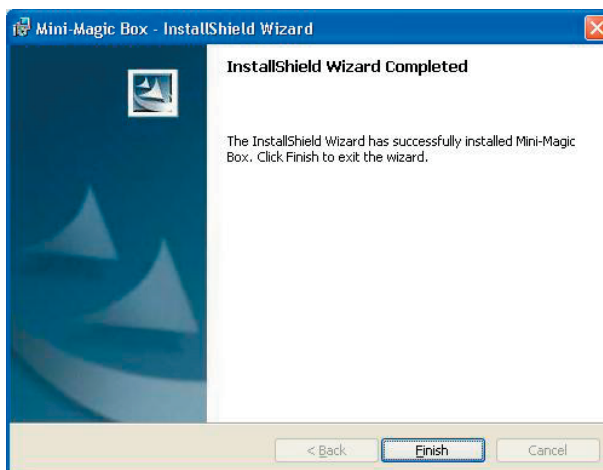 Mini-Magic Box - InstallShield Wizard
InstallShield Wizard Completed
The InstallShield Wizard has successfully installed Mini-Magic
Box. Click Finish to exit the wizard.
< Back Finish Cancel